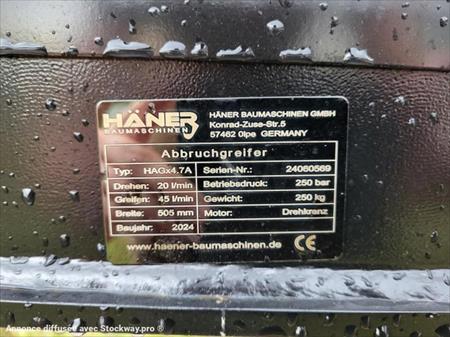 HÄNER
BAUMASCHINEN
HÄNER BAUMASCHINEN GMBH
Konrad-Zuse-Str.5
57462 Olpe GERMANY
Abbruchgreifer
Typ: HAGx4.7A Serien-Nr.: 24060569
Drehen: 20 l/min Betriebsdruck: 250 bar
Greifen: 45 l/min Gewicht: 250 kg
Breite: 505 mm Motor: Drehkranz
Baujahr: 2024
www.haener-baumaschinen.de CE
Annonce diffusée avec Stockway.pro ®